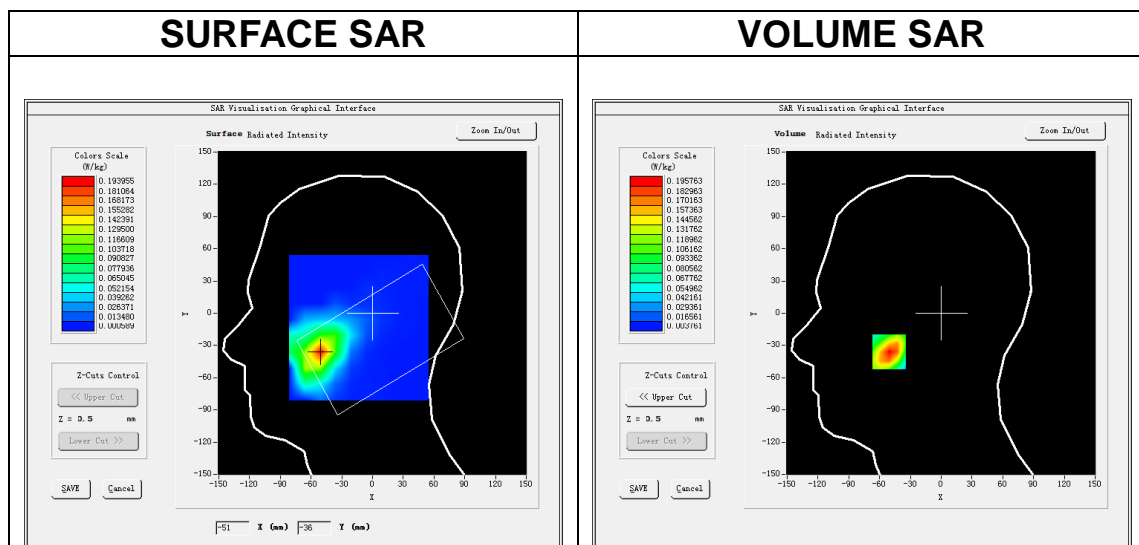 SURFACE SAR
VOLUME SAR
SAR Visualisation Graphical Interface
Surface Radiated Intensity
Zoom In/Out
Colors Scale
(W/kg)
0.193955
0.181064
0.168173
0.155282
0.142391
0.129500
0.116609
0.103718
0.090827
0.077936
0.065045
0.052154
0.039262
0.026371
0.013480
0.000589
Z-Cuts Control
<< Upper Cut
Z = 0.5 mm
Lower Cut >>
SAVE
Cancel
150
120
90
60
30
0
-30
-60
-90
-120
-150
Y
-150 -120 -90 -60 -30 0 30 60 90 120 150
X
-51 X (mm) -36 Y (mm)
SAR Visualisation Graphical Interface
Volume Radiated Intensity
Zoom In/Out
Colors Scale
(W/kg)
0.195763
0.182963
0.170163
0.157363
0.144562
0.131762
0.118962
0.106162
0.093362
0.080562
0.067762
0.054962
0.042161
0.029361
0.016561
0.003761
Z-Cuts Control
<< Upper Cut
Z = 0.5 mm
Lower Cut >>
SAVE
Cancel
150
120
90
60
30
0
-30
-60
-90
-120
-150
Y
-150 -120 -90 -60 -30 0 30 60 90 120 150
X